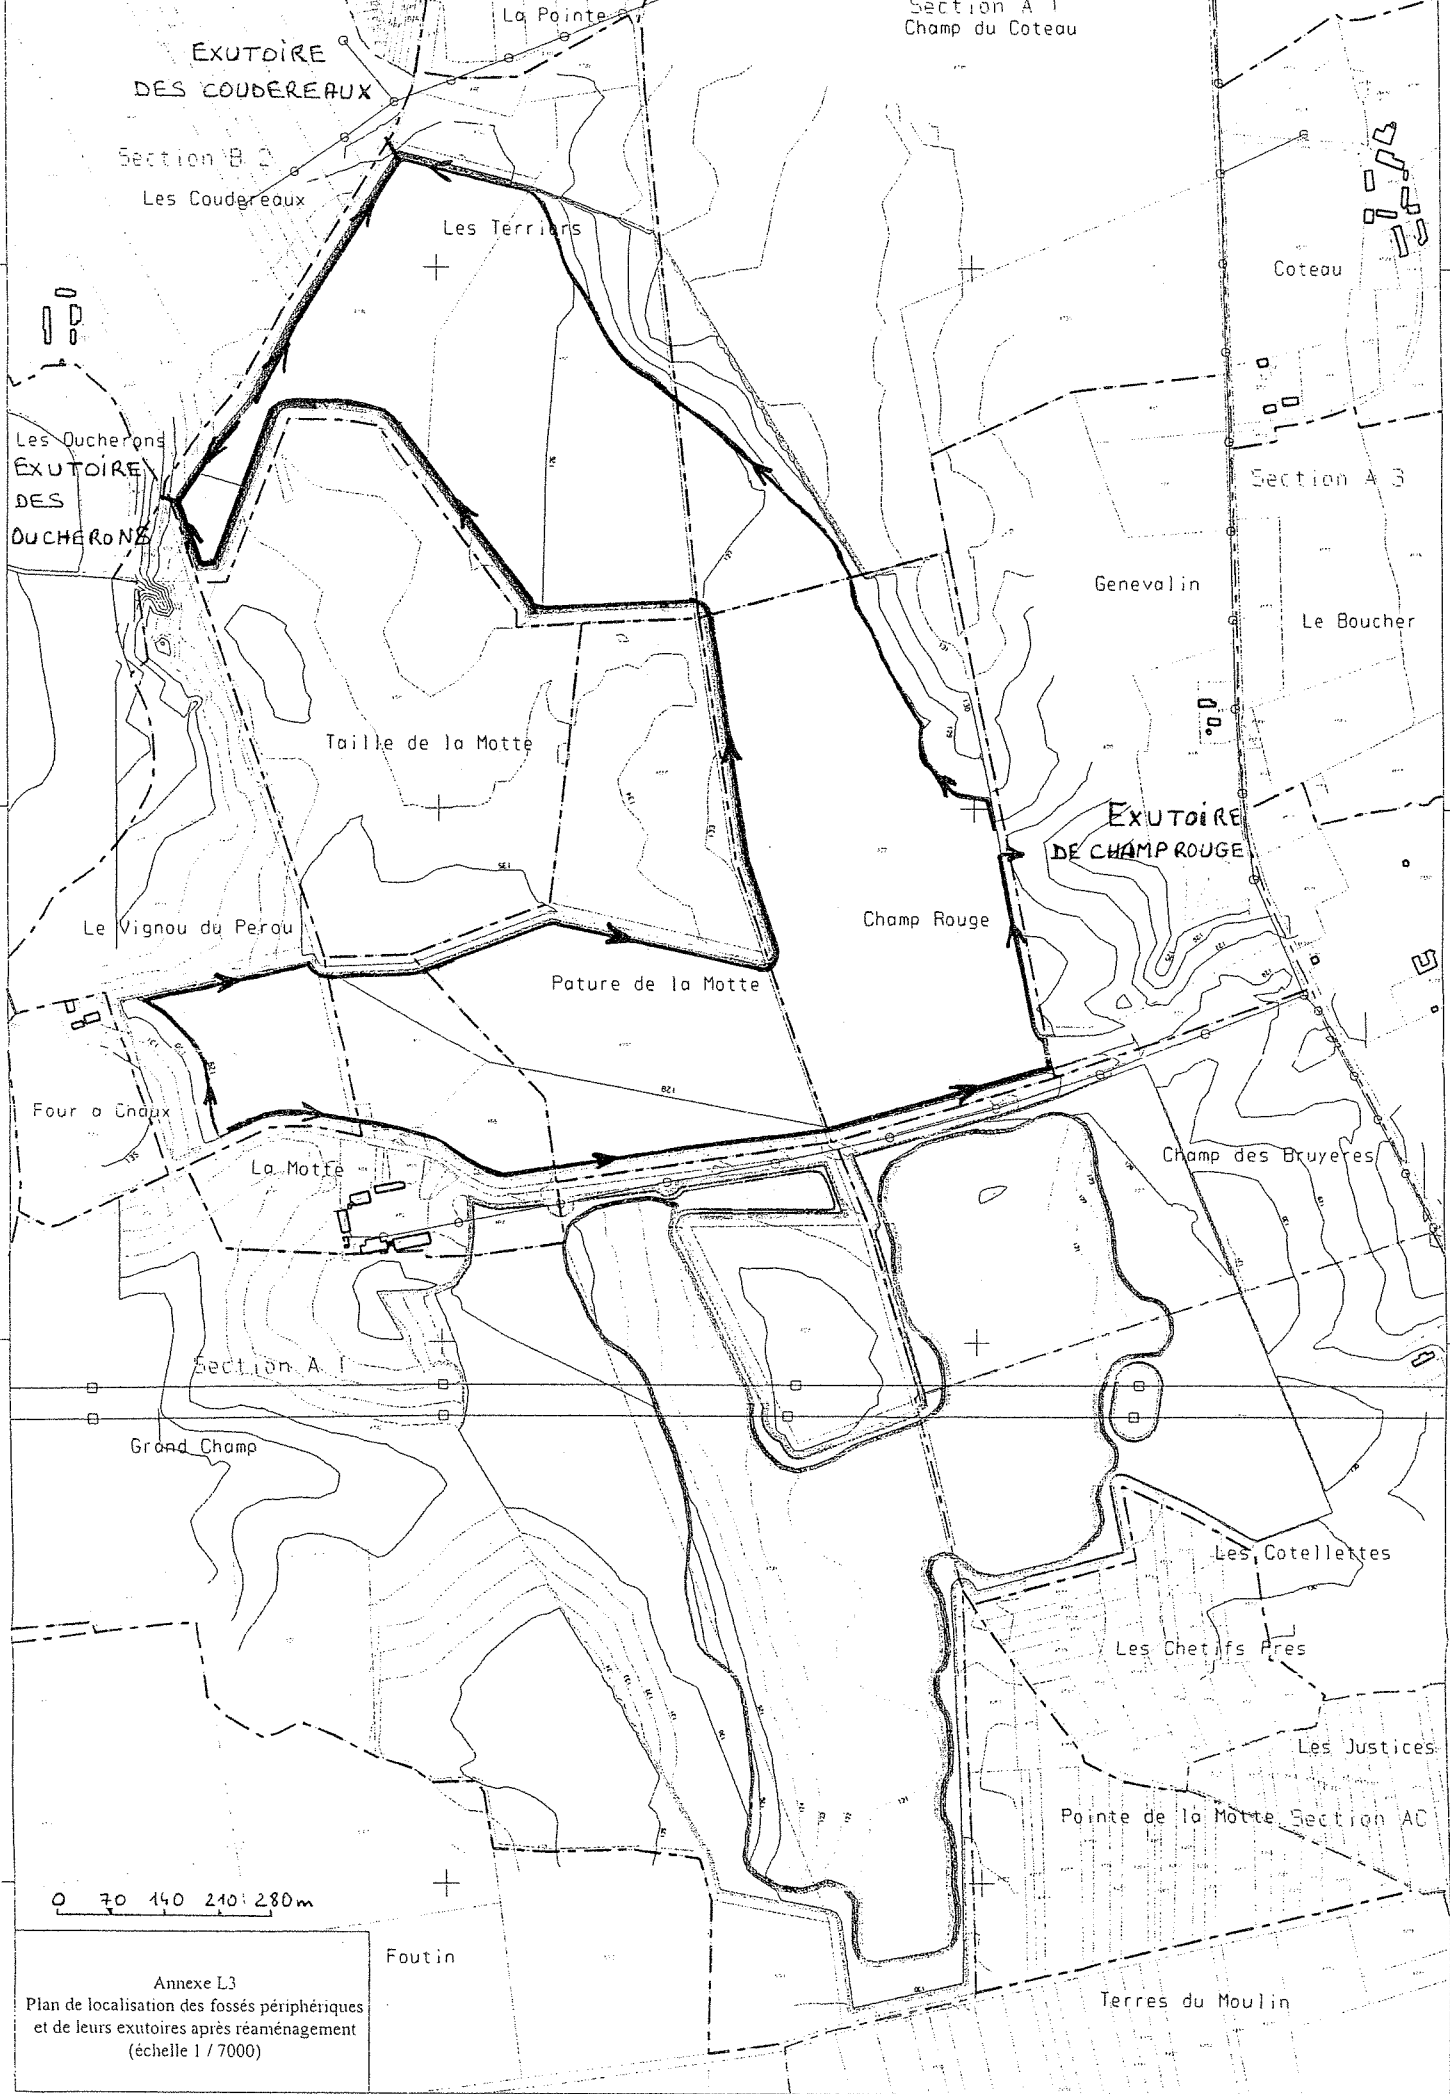 La Pointe
Section A 1
Champ du Coteau
EXUTOIRE
DES COUDEREAUX
Section B 2
Les Coudereaux
Les Terriers
Coteau
Les Oucherons
EXUTOIRE
DES
OUCHERONS
Section A 3
Genevalin
Le Boucher
Taille de la Motte
EXUTOIRE
DE CHAMP ROUGE
Le Vignou du Perou
Champ Rouge
Pature de la Motte
128
Four a Chaux
La Motte
Champ des Bruyeres
135
Section A 1
Grand Champ
Les Cotellettes
Les Chetifs Pres
Les Justices
Pointe de la Motte Section AC
0 70 140 210 280m
Foutin
Terres du Moulin
Annexe L3
Plan de localisation des fossés périphériques
et de leurs exutoires après réaménagement
(échelle 1 / 7000)